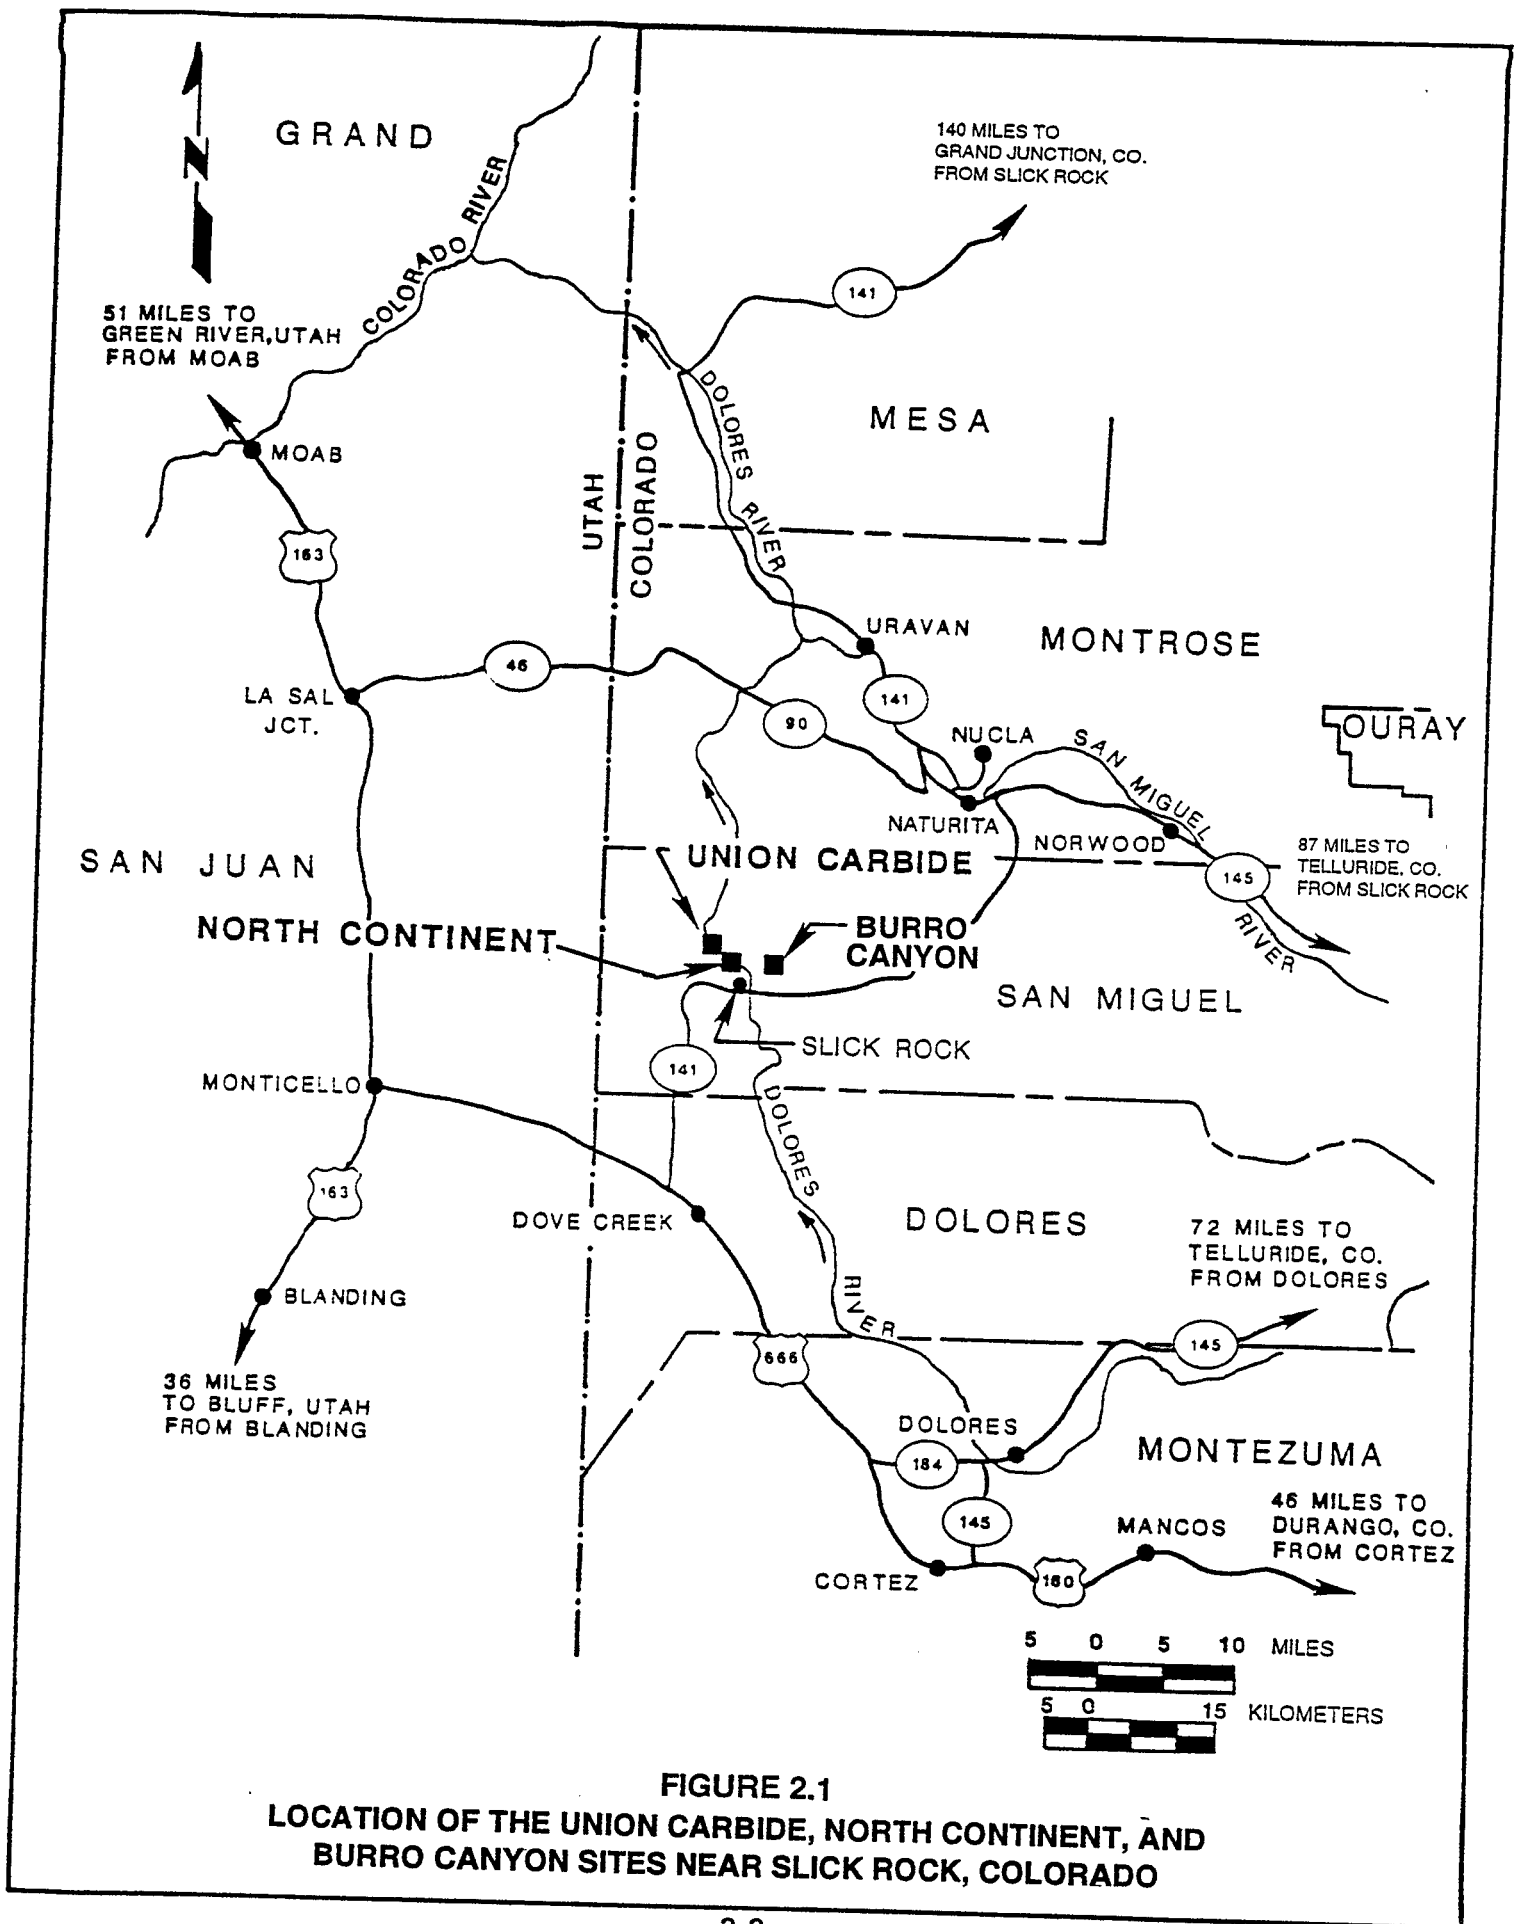 N
GRAND
COLORADO RIVER
140 MILES TO
GRAND JUNCTION, CO.
FROM SLICK ROCK
141
51 MILES TO
GREEN RIVER,UTAH
FROM MOAB
DOLORES RIVER
MESA
MOAB
UTAH
COLORADO
163
URAVAN
MONTROSE
46
LA SAL
JCT.
141
90
NUCLA
SAN MIGUEL
OURAY
NATURITA
NORWOOD
SAN JUAN
UNION CARBIDE
145
87 MILES TO
TELLURIDE, CO.
FROM SLICK ROCK
NORTH CONTINENT
BURRO
CANYON
RIVER
SAN MIGUEL
SLICK ROCK
141
MONTICELLO
DOLORES
163
DOVE CREEK
DOLORES
72 MILES TO
TELLURIDE, CO.
FROM DOLORES
BLANDING
RIVER
145
666
36 MILES
TO BLUFF, UTAH
FROM BLANDING
DOLORES
184
MONTEZUMA
145
46 MILES TO
DURANGO, CO.
FROM CORTEZ
MANCOS
CORTEZ
160
5 0 5 10 MILES
5 0 15 KILOMETERS
FIGURE 2.1
LOCATION OF THE UNION CARBIDE, NORTH CONTINENT, AND
BURRO CANYON SITES NEAR SLICK ROCK, COLORADO